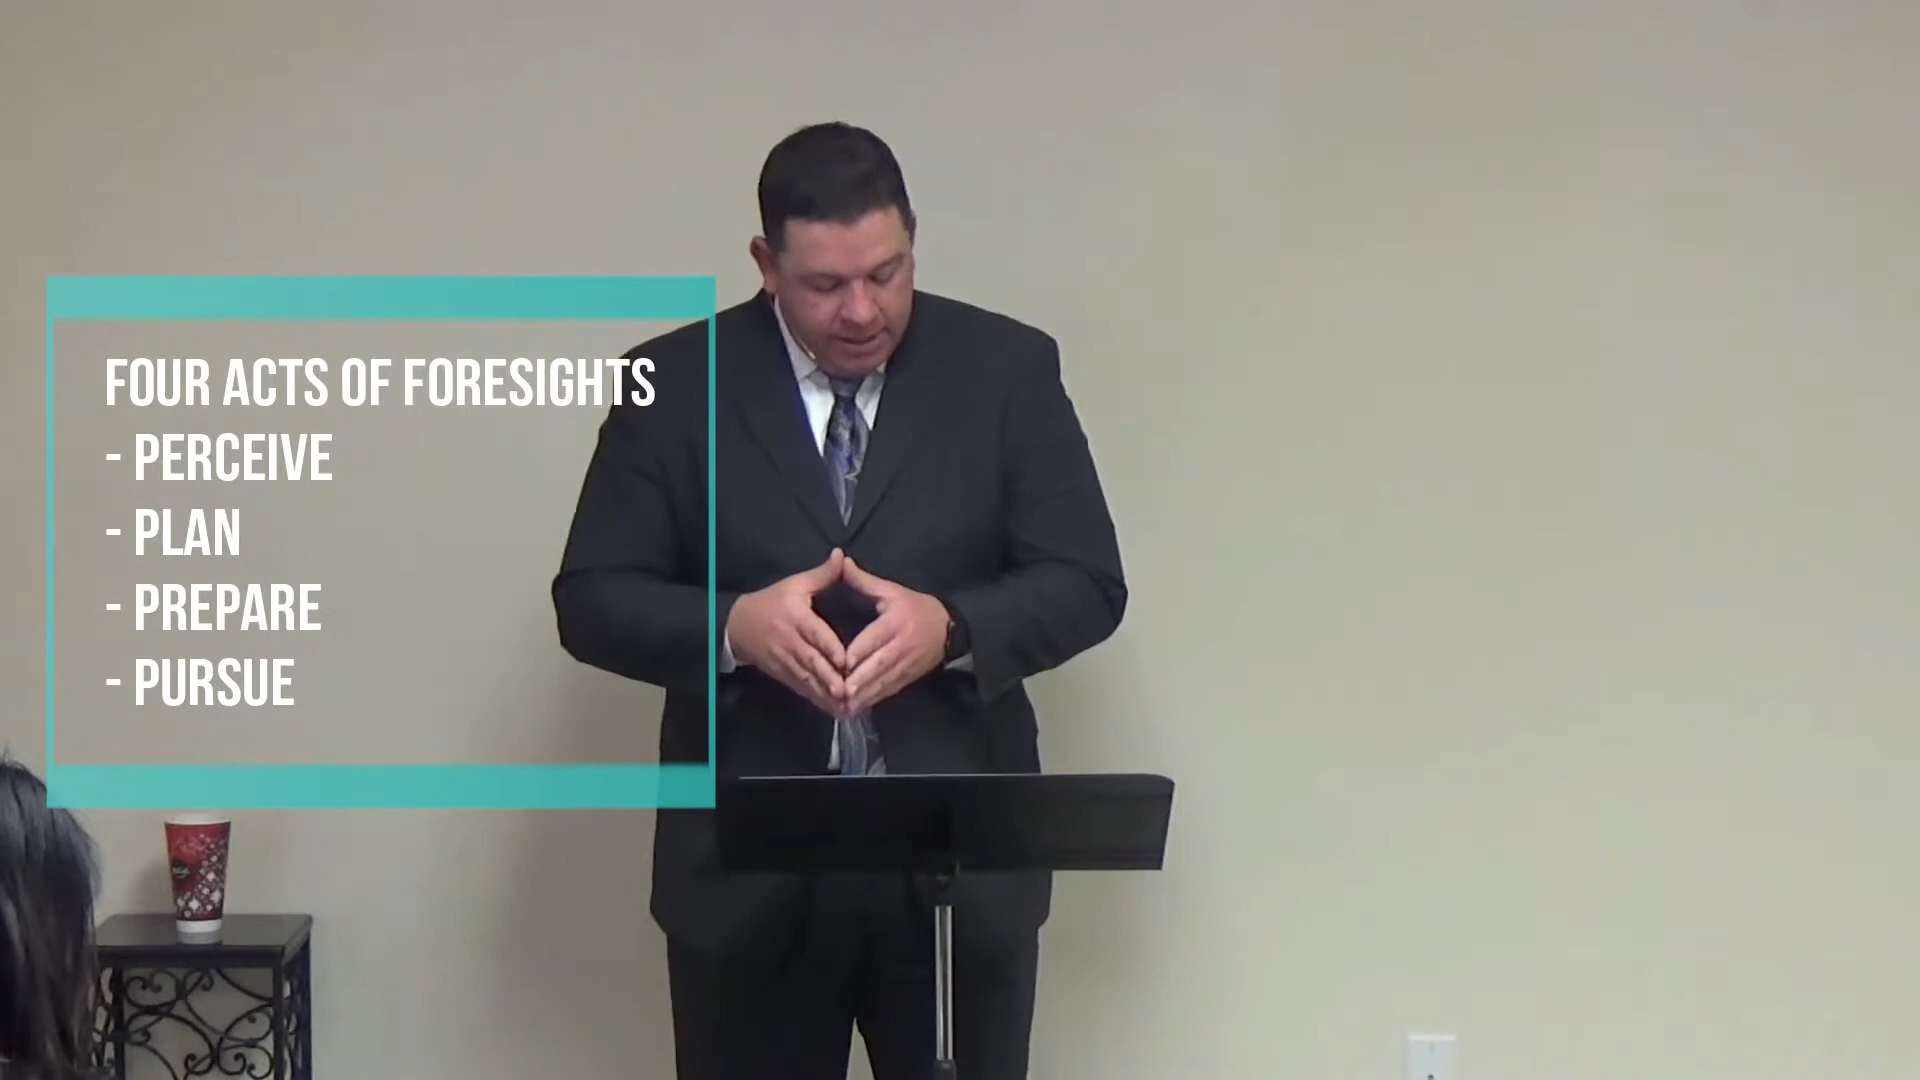 FOUR ACTS OF FORESIGHTS
- PERCEIVE
- PLAN
- PREPARE
- PURSUE